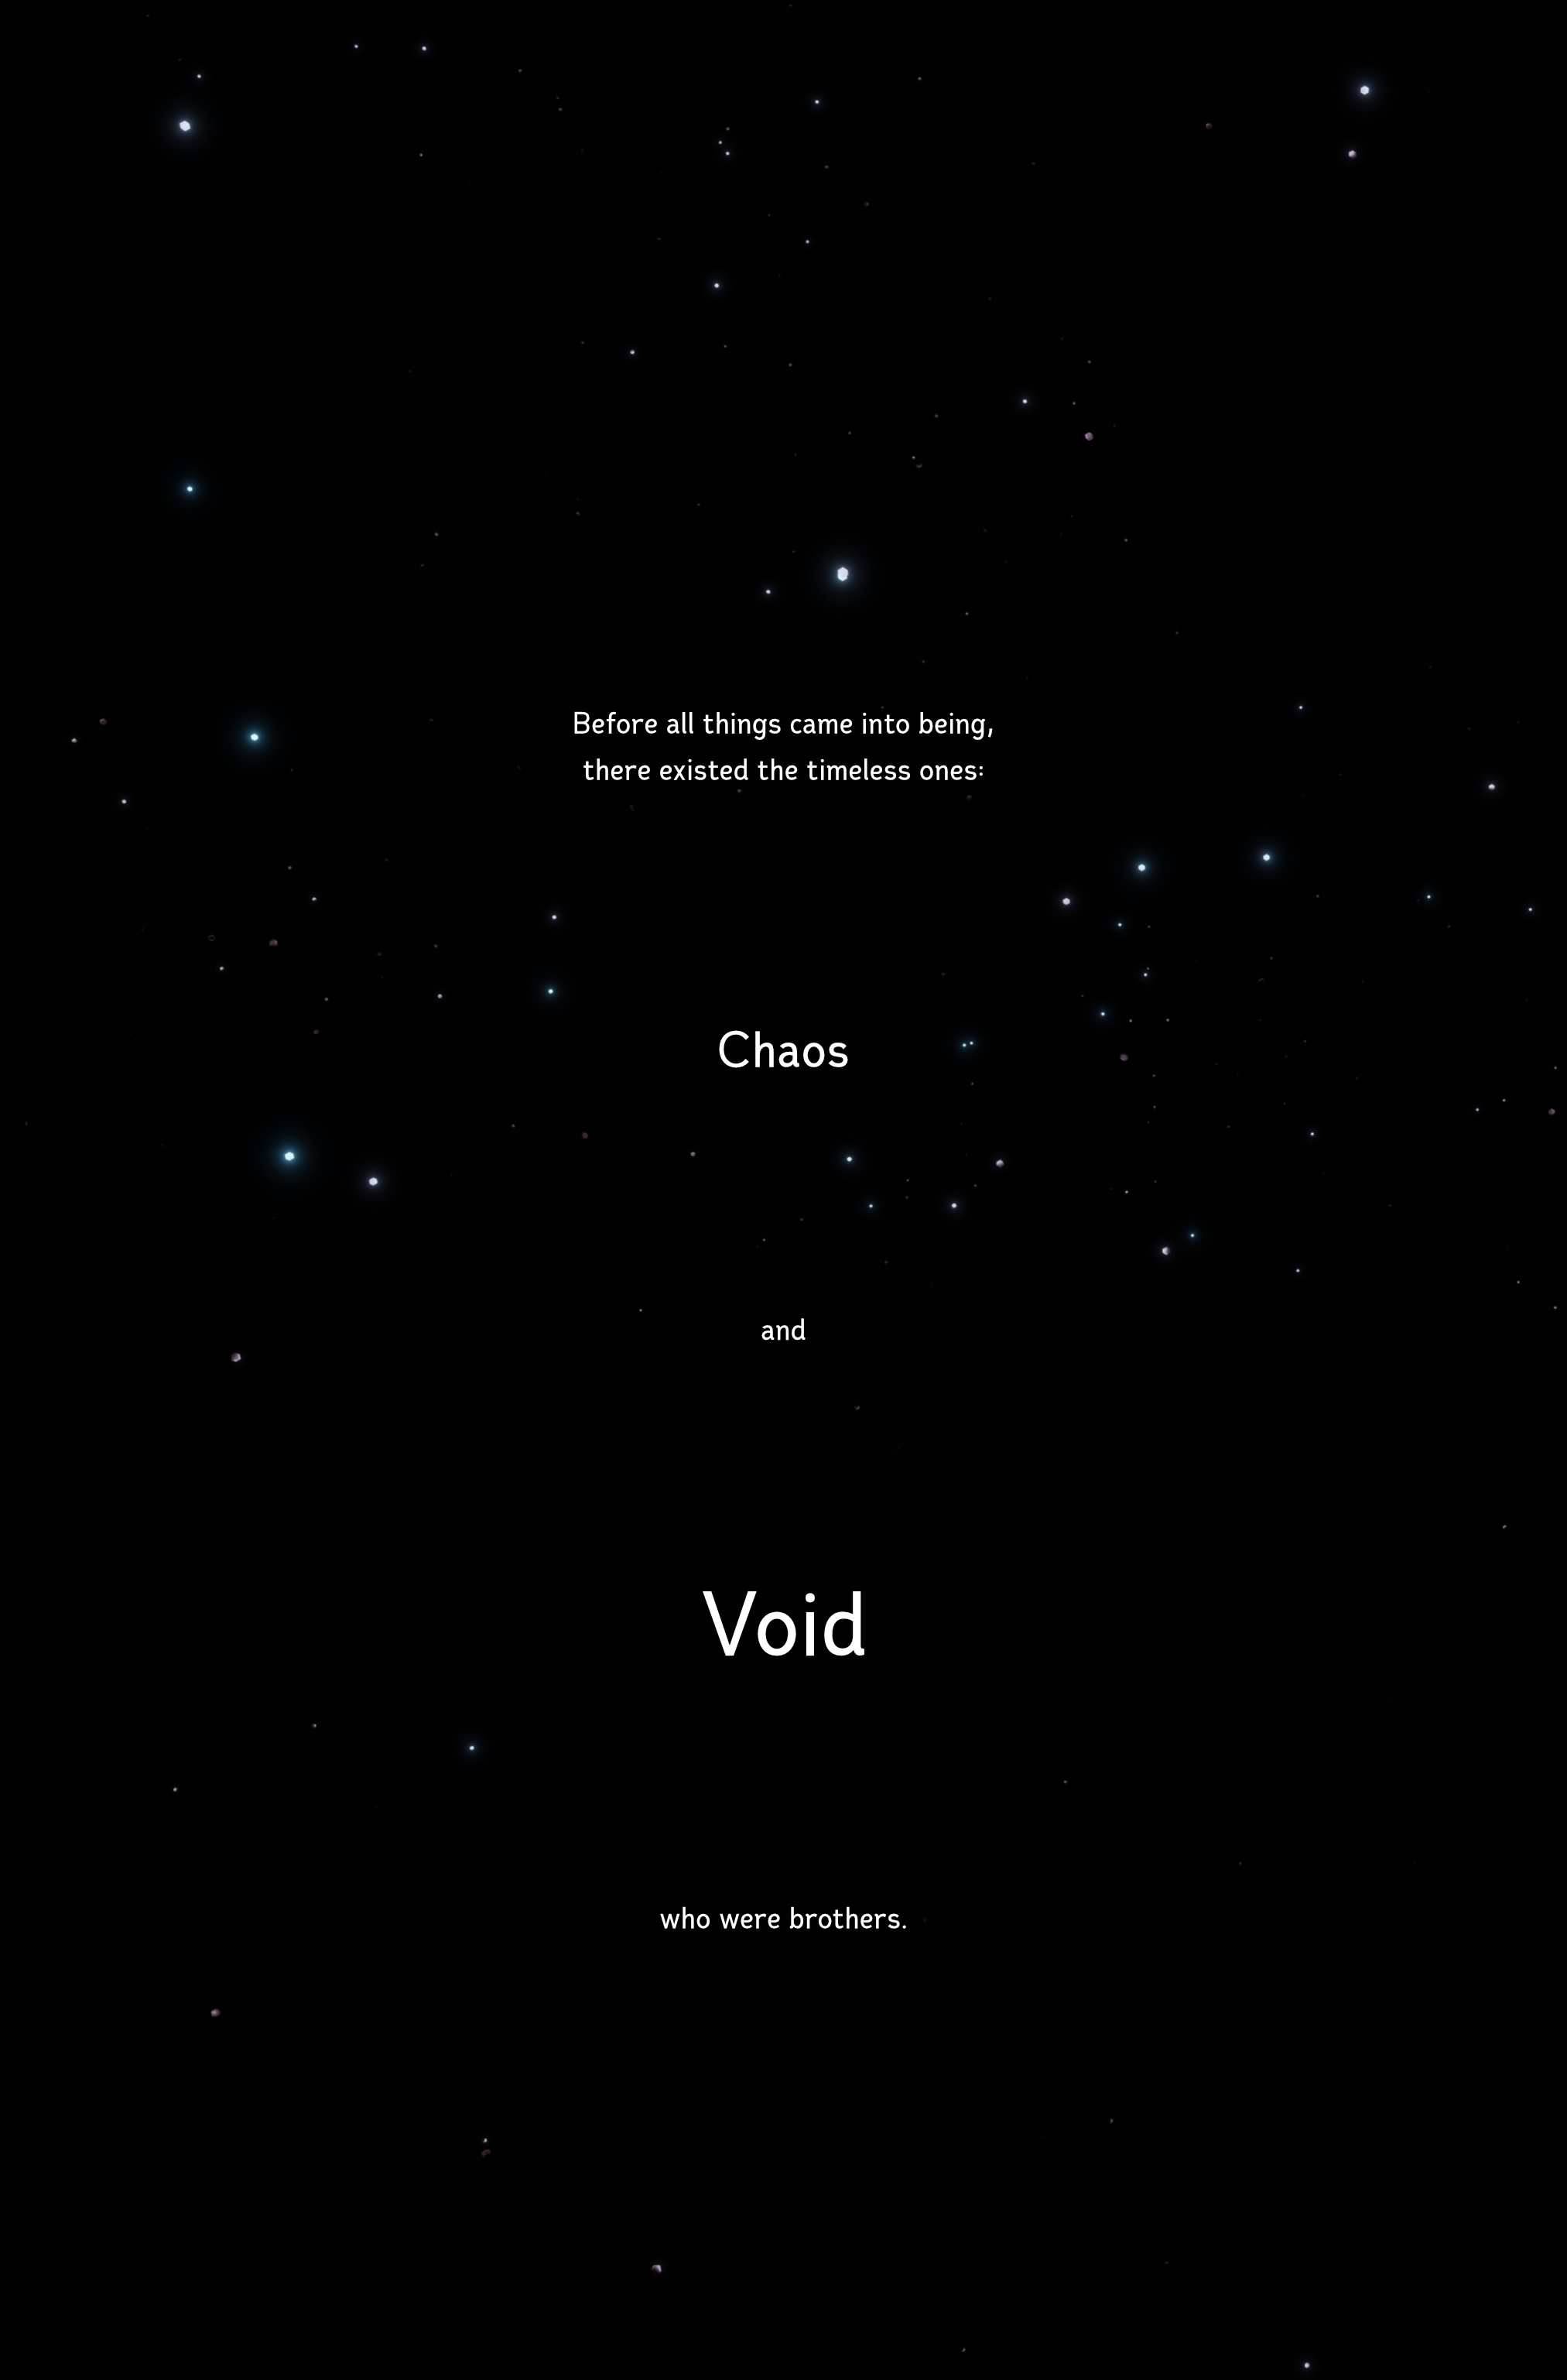 Before all things came into being,
there existed the timeless ones:
Chaos
and
Void
who were brothers.